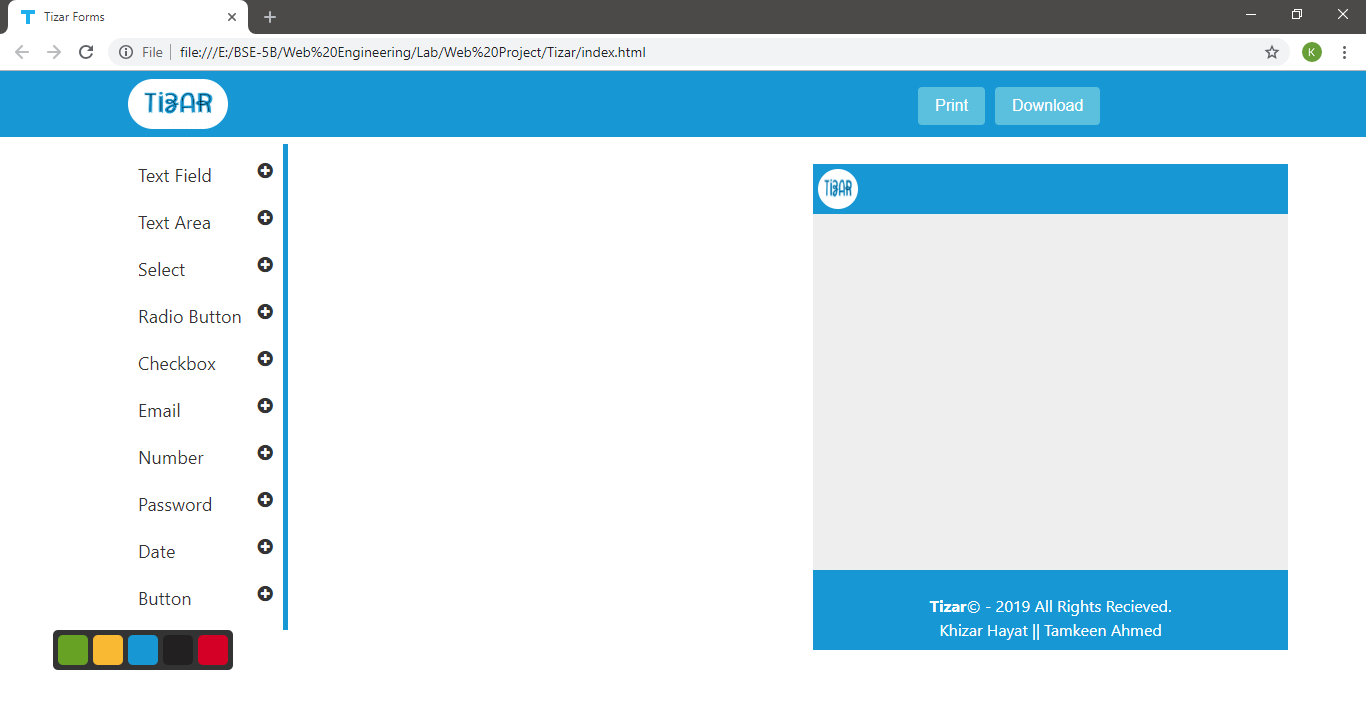 Tizar Forms
File
file:///E:/BSE-5B/Web%20Engineering/Lab/Web%20Project/Tizar/index.html
K
TIZAR
Print
Download
Text Field
Text Area
Select
Radio Button
Checkbox
Email
Number
Password
Date
Button
TIZAR
Tizar© - 2019 All Rights Recieved.
Khizar Hayat || Tamkeen Ahmed